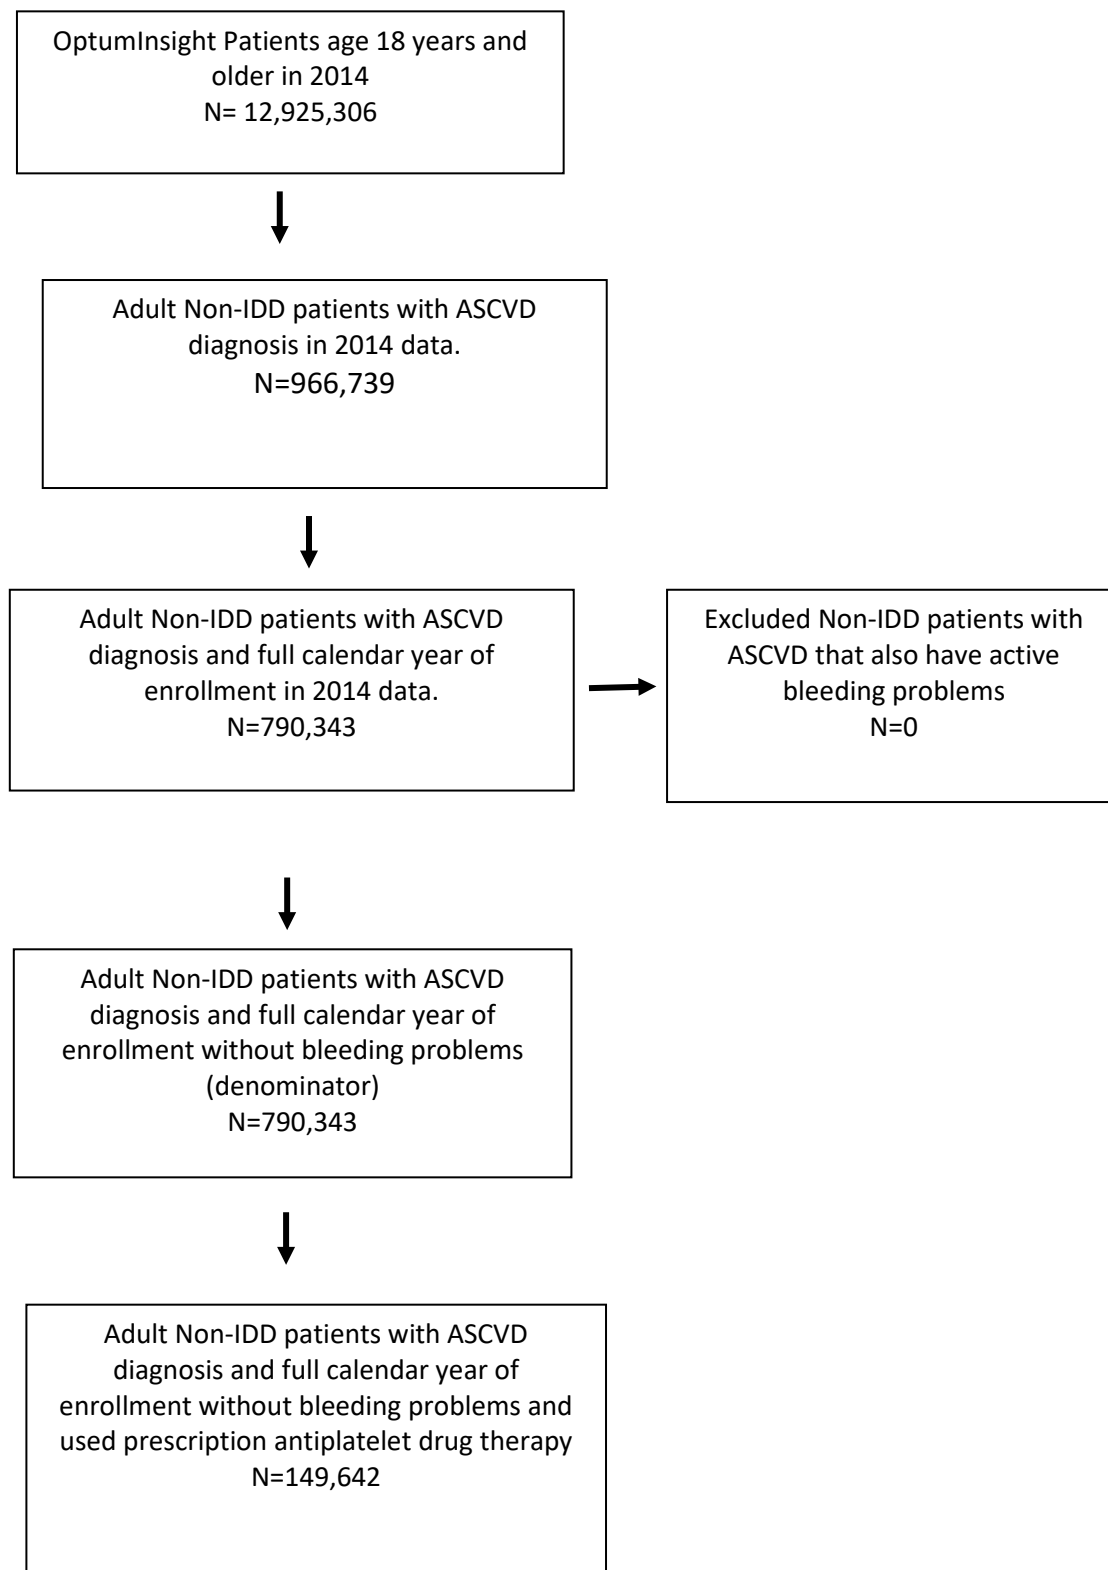 OptumInsight Patients age 18 years and
older in 2014
N= 12,925,306
Adult Non-IDD patients with ASCVD
diagnosis in 2014 data.
N=966,739
Adult Non-IDD patients with ASCVD
diagnosis and full calendar year of
enrollment in 2014 data.
N=790,343
Excluded Non-IDD patients with
ASCVD that also have active
bleeding problems
N=0
Adult Non-IDD patients with ASCVD
diagnosis and full calendar year of
enrollment without bleeding problems
(denominator)
N=790,343
Adult Non-IDD patients with ASCVD
diagnosis and full calendar year of
enrollment without bleeding problems and
used prescription antiplatelet drug therapy
N=149,642